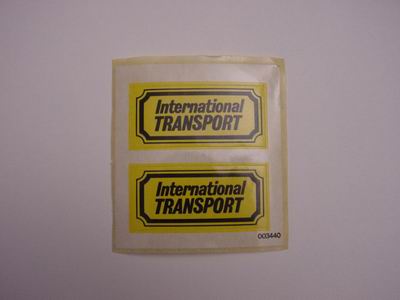 International
TRANSPORT
International
TRANSPORT
003440